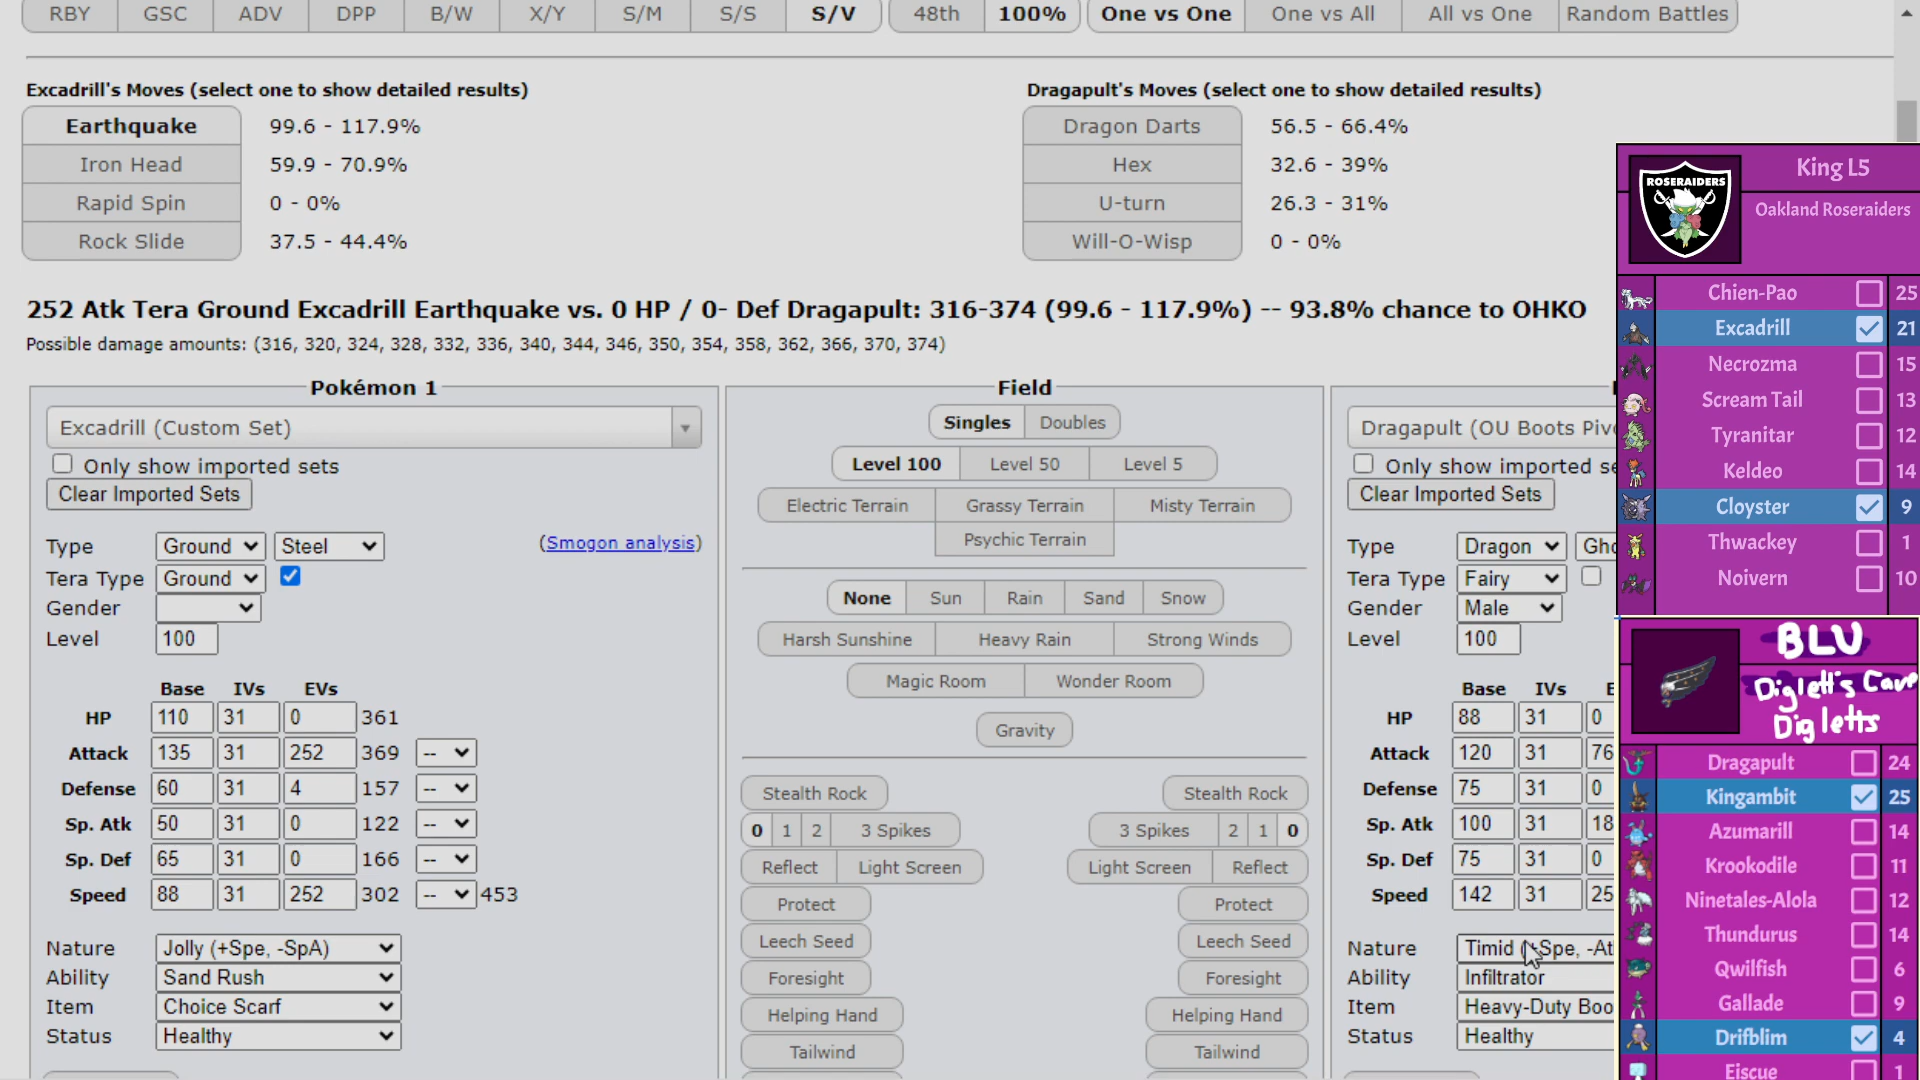 RBY GSC ADV DPP B/W X/Y S/M S/S S/V 48th 100% One vs One One vs All All vs One Random Battles
Excadrill's Moves (select one to show detailed results)
Earthquake 99.6 - 117.9%
Iron Head 59.9 - 70.9%
Rapid Spin 0 - 0%
Rock Slide 37.5 - 44.4%
Dragapult's Moves (select one to show detailed results)
Dragon Darts 56.5 - 66.4%
Hex 32.6 - 39%
U-turn 26.3 - 31%
Will-O-Wisp 0 - 0%
252 Atk Tera Ground Excadrill Earthquake vs. 0 HP / 0- Def Dragapult: 316-374 (99.6 - 117.9%) -- 93.8% chance to OHKO
Possible damage amounts: (316, 320, 324, 328, 332, 336, 340, 344, 346, 350, 354, 358, 362, 366, 370, 374)
Pokémon 1
Excadrill (Custom Set)
Only show imported sets
Clear Imported Sets
Type Ground Steel (Smogon analysis)
Tera Type Ground
Gender
Level 100
Base IVs EVs
HP 110 31 0 361
Attack 135 31 252 369 --
Defense 60 31 4 157 --
Sp. Atk 50 31 0 122 --
Sp. Def 65 31 0 166 --
Speed 88 31 252 302 -- 453
Nature Jolly (+Spe, -SpA)
Ability Sand Rush
Item Choice Scarf
Status Healthy
Field
Singles Doubles
Level 100 Level 50 Level 5
Electric Terrain Grassy Terrain Misty Terrain
Psychic Terrain
None Sun Rain Sand Snow
Harsh Sunshine Heavy Rain Strong Winds
Magic Room Wonder Room
Gravity
Stealth Rock Stealth Rock
0 1 2 3 Spikes 3 Spikes 2 1 0
Reflect Light Screen Light Screen Reflect
Protect Protect
Leech Seed Leech Seed
Foresight Foresight
Helping Hand Helping Hand
Tailwind Tailwind
Dragapult (OU Boots Piv
Only show imported se
Clear Imported Sets
Type Dragon Gho
Tera Type Fairy
Gender Male
Level 100
Base IVs E
HP 88 31 0
Attack 120 31 76
Defense 75 31 0
Sp. Atk 100 31 18
Sp. Def 75 31 0
Speed 142 31 25
Nature Timid (+Spe, -At
Ability Infiltrator
Item Heavy-Duty Boo
Status Healthy
ROSERAIDERS
King L5
Oakland Roseraiders
Chien-Pao 25
Excadrill 21
Necrozma 15
Scream Tail 13
Tyranitar 12
Keldeo 14
Cloyster 9
Thwackey 1
Noivern 10
BLU
Diglett's Cave
Digletts
Dragapult 24
Kingambit 25
Azumarill 14
Krookodile 11
Ninetales-Alola 12
Thundurus 14
Qwilfish 6
Gallade 9
Drifblim 4
Eiscue 1